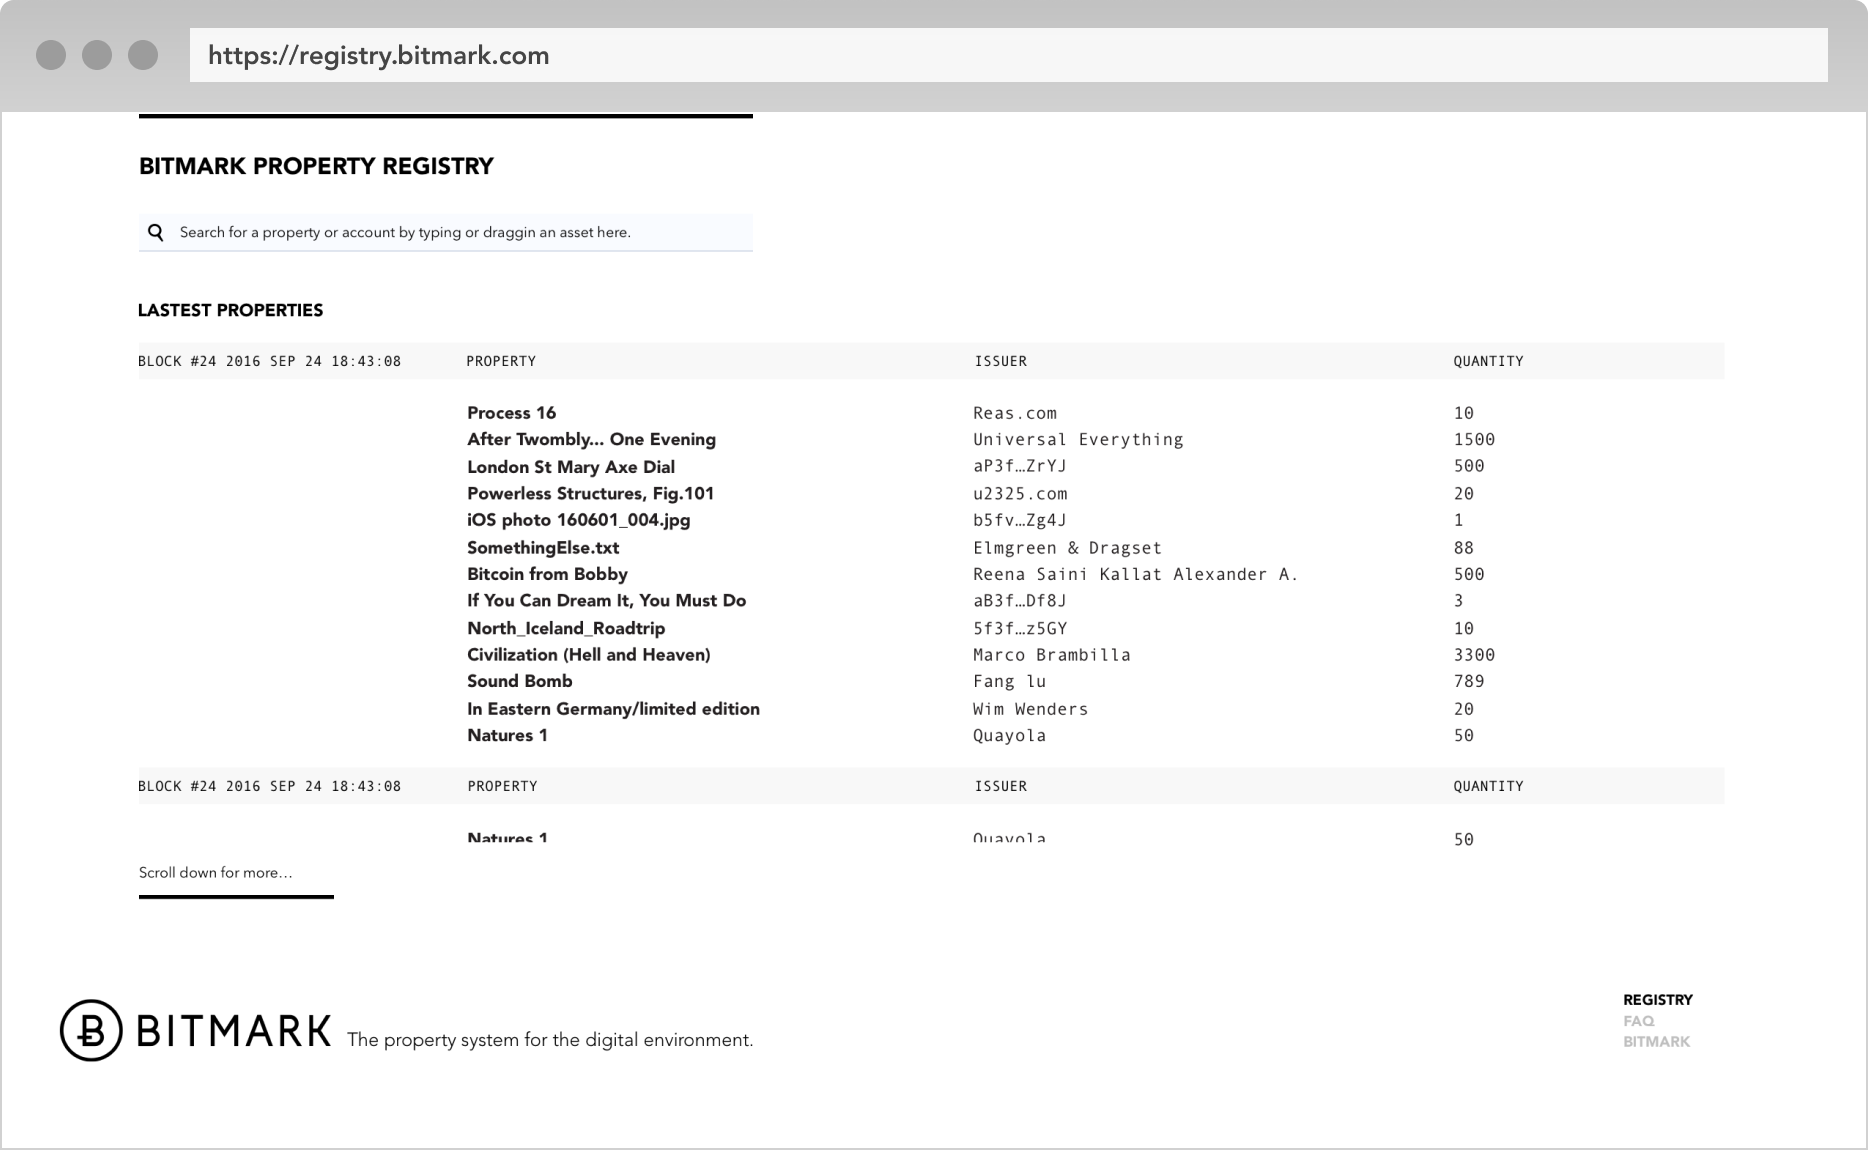 https://registry.bitmark.com
BITMARK PROPERTY REGISTRY
Search for a property or account by typing or draggin an asset here.
LASTEST PROPERTIES
BLOCK #24 2016 SEP 24 18:43:08 PROPERTY ISSUER QUANTITY
Process 16 Reas.com 10
After Twombly... One Evening Universal Everything 1500
London St Mary Axe Dial aP3f…ZrYJ 500
Powerless Structures, Fig.101 u2325.com 20
iOS photo 160601_004.jpg b5fv…Zg4J 1
SomethingElse.txt Elmgreen & Dragset 88
Bitcoin from Bobby Reena Saini Kallat Alexander A. 500
If You Can Dream It, You Must Do aB3f…Df8J 3
North_Iceland_Roadtrip 5f3f…z5GY 10
Civilization (Hell and Heaven) Marco Brambilla 3300
Sound Bomb Fang lu 789
In Eastern Germany/limited edition Wim Wenders 20
Natures 1 Quayola 50
BLOCK #24 2016 SEP 24 18:43:08 PROPERTY ISSUER QUANTITY
Natures 1 Quayola 50
Scroll down for more…
BITMARK The property system for the digital environment.
REGISTRY
FAQ
BITMARK